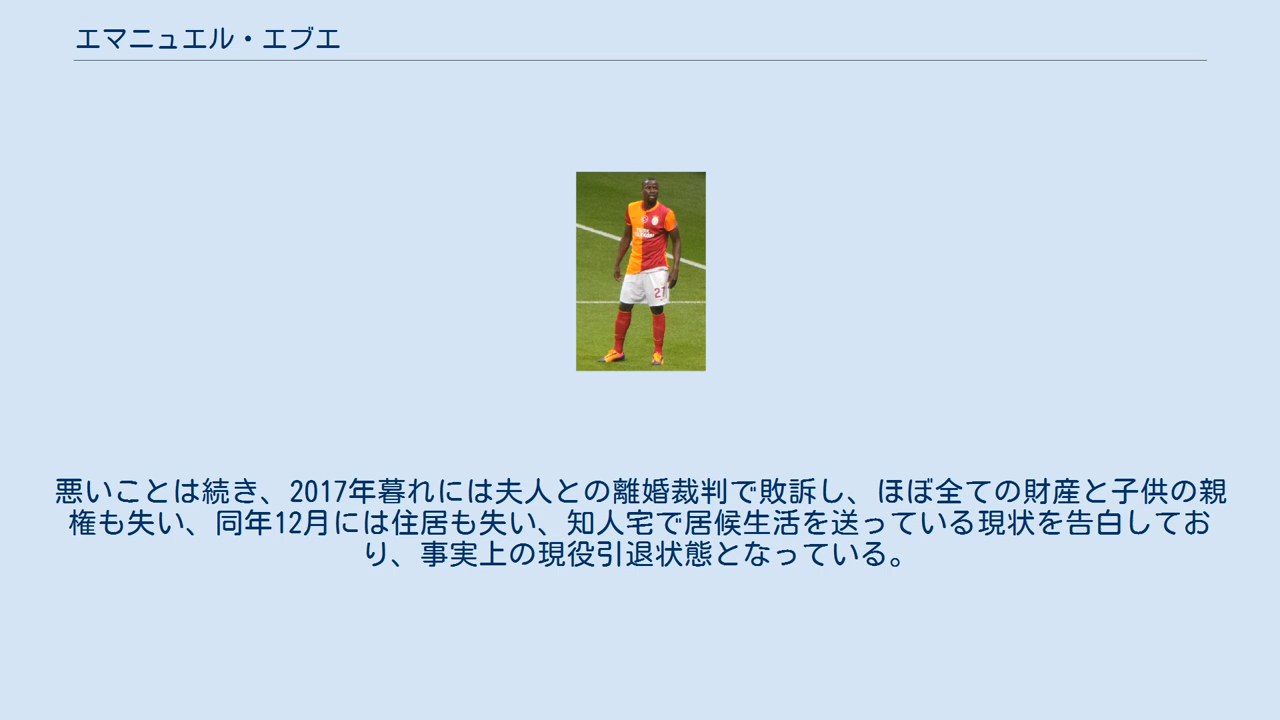 エマニュエル・エブエ
27
悪いことは続き、2017年暮れには夫人との離婚裁判で敗訴し、ほぼ全ての財産と子供の親
権も失い、同年12月には住居も失い、知人宅で居候生活を送っている現状を告白してお
り、事実上の現役引退状態となっている。